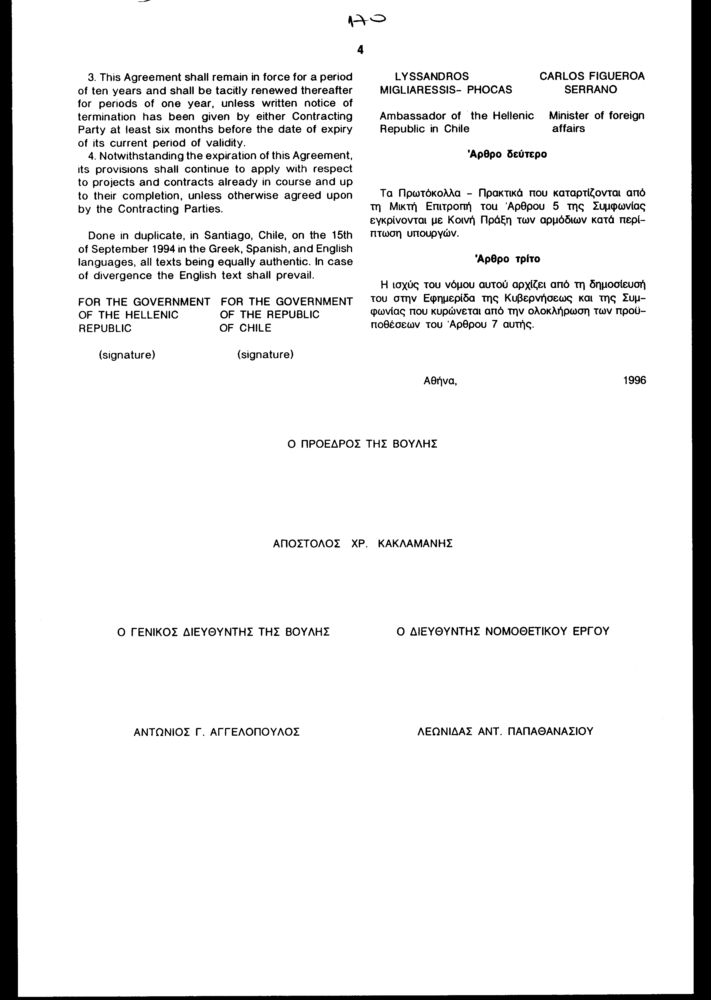 170
4
3. This Agreement shall remain in force for a period
of ten years and shall be tacitly renewed thereafter
for periods of one year, unless written notice of
termination has been given by either Contracting
Party at least six months before the date of expiry
of its current period of validity.
4. Notwithstanding the expiration of this Agreement,
its provisions shall continue to apply with respect
to projects and contracts already in course and up
to their completion, unless otherwise agreed upon
by the Contracting Parties.
Done in duplicate, in Santiago, Chile, on the 15th
of September 1994 in the Greek, Spanish, and English
languages, all texts being equally authentic. In case
of divergence the English text shall prevail.
FOR THE GOVERNMENT FOR THE GOVERNMENT
OF THE HELLENIC OF THE REPUBLIC
REPUBLIC OF CHILE
(signature) (signature)
LYSSANDROS CARLOS FIGUEROA
MIGLIARESSIS- PHOCAS SERRANO
Ambassador of the Hellenic Minister of foreign
Republic in Chile affairs
'Αρθρο δεύτερο
Τα Πρωτόκολλα - Πρακτικά που καταρτίζονται από
τη Μικτή Επιτροπή του 'Αρθρου 5 της Συμφωνίας
εγκρίνονται με Κοινή Πράξη των αρμόδιων κατά περί-
πτωση υπουργών.
'Αρθρο τρίτο
Η ισχύς του νόμου αυτού αρχίζει από τη δημοσίευσή
του στην Εφημερίδα της Κυβερνήσεως και της Συμ-
φωνίας που κυρώνεται από την ολοκλήρωση των προϋ-
ποθέσεων του 'Αρθρου 7 αυτής.
Αθήνα, 1996
Ο ΠΡΟΕΔΡΟΣ ΤΗΣ ΒΟΥΛΗΣ
ΑΠΟΣΤΟΛΟΣ ΧΡ. ΚΑΚΛΑΜΑΝΗΣ
Ο ΓΕΝΙΚΟΣ ΔΙΕΥΘΥΝΤΗΣ ΤΗΣ ΒΟΥΛΗΣ Ο ΔΙΕΥΘΥΝΤΗΣ ΝΟΜΟΘΕΤΙΚΟΥ ΕΡΓΟΥ
ΑΝΤΩΝΙΟΣ Γ. ΑΓΓΕΛΟΠΟΥΛΟΣ ΛΕΩΝΙΔΑΣ ΑΝΤ. ΠΑΠΑΘΑΝΑΣΙΟΥ